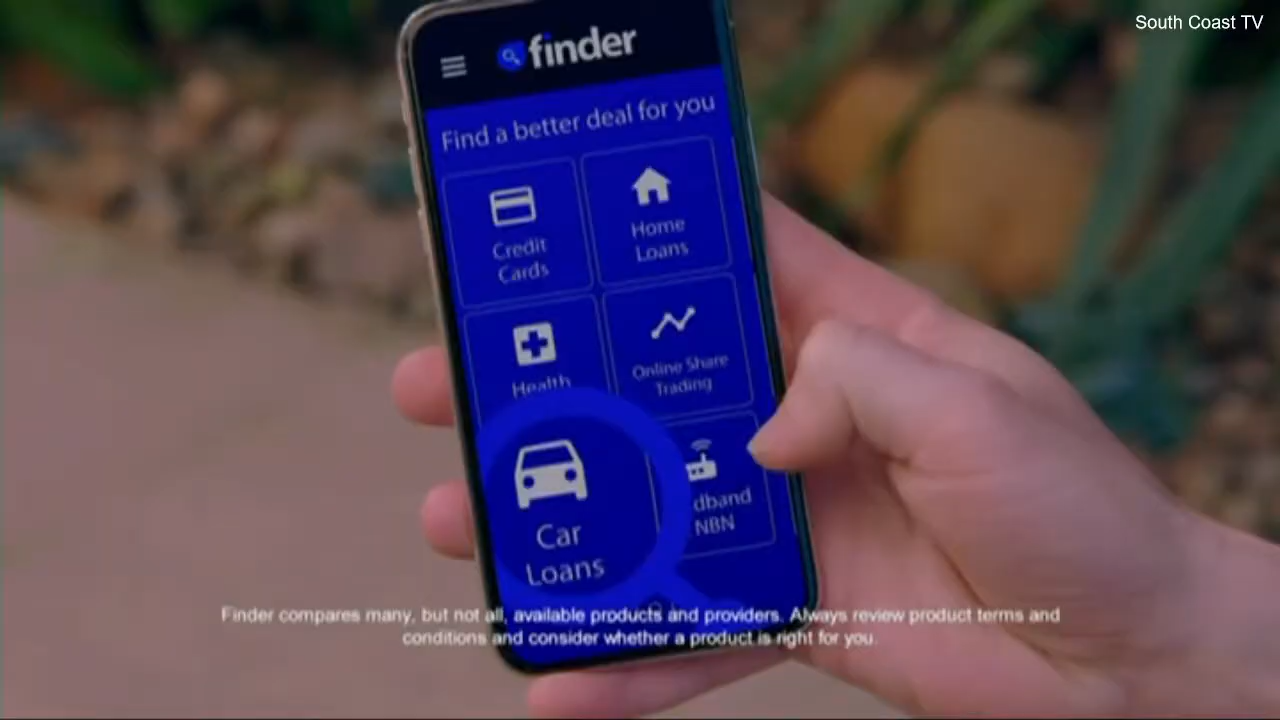 South Coast TV
finder
Find a better deal for you
Credit
Cards
Home
Loans
Health
Online Share
Trading
Car
Loans
dband
NBN
Finder compares many, but not all, available products and providers. Always review product terms and
conditions and consider whether a product is right for you.